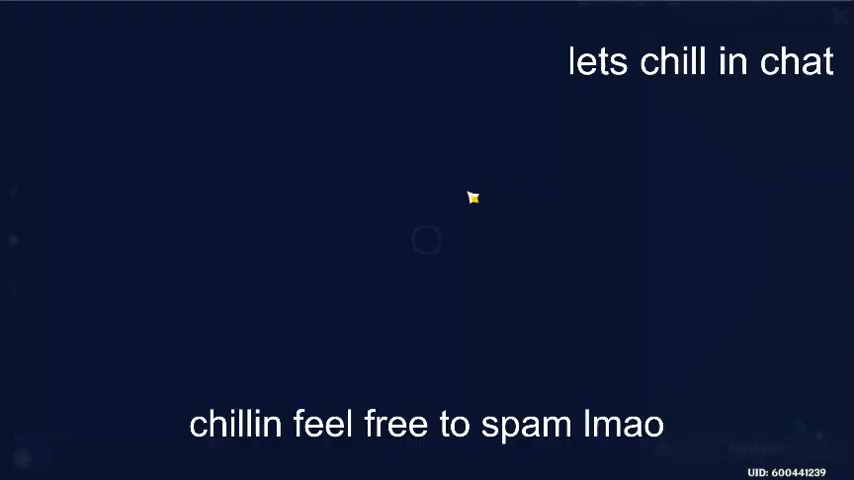 lets chill in chat
chillin feel free to spam lmao
UID: 600441239